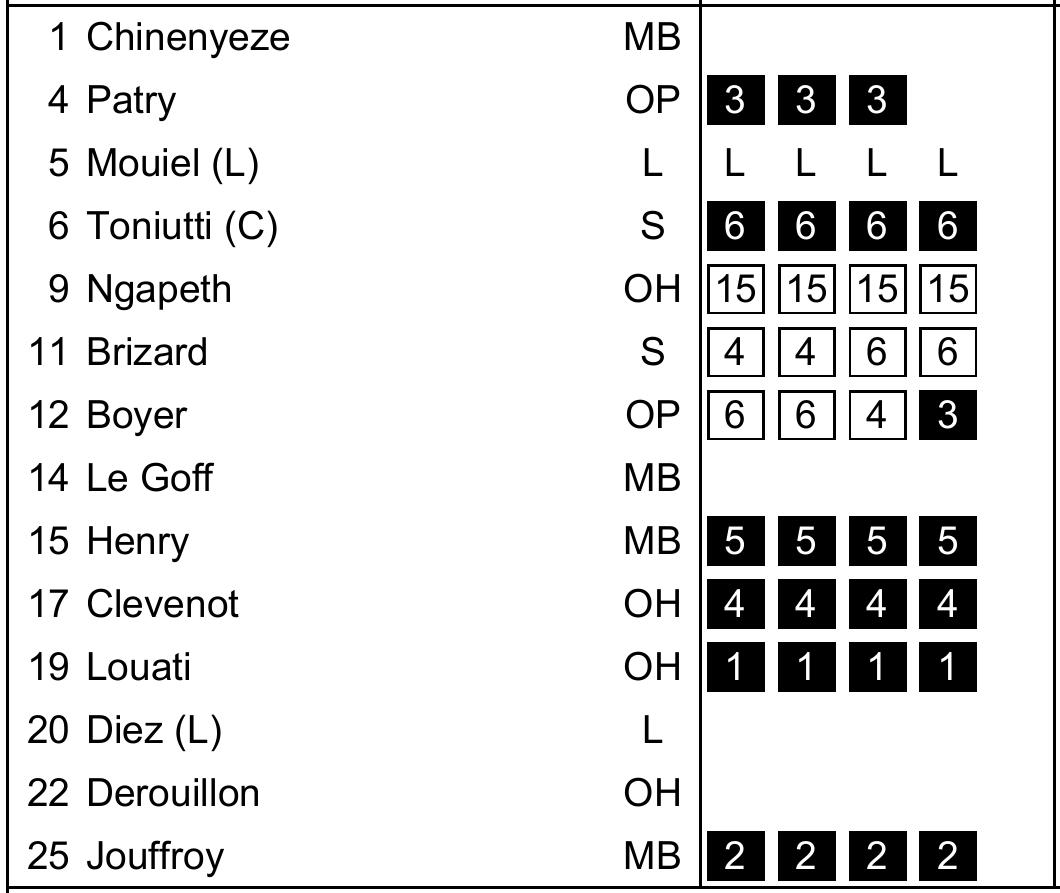 1 Chinenyeze MB
4 Patry OP 3 3 3
5 Mouiel (L) L L L L L
6 Toniutti (C) S 6 6 6 6
9 Ngapeth OH 15 15 15 15
11 Brizard S 4 4 6 6
12 Boyer OP 6 6 4 3
14 Le Goff MB
15 Henry MB 5 5 5 5
17 Clevenot OH 4 4 4 4
19 Louati OH 1 1 1 1
20 Diez (L) L
22 Derouillon OH
25 Jouffroy MB 2 2 2 2